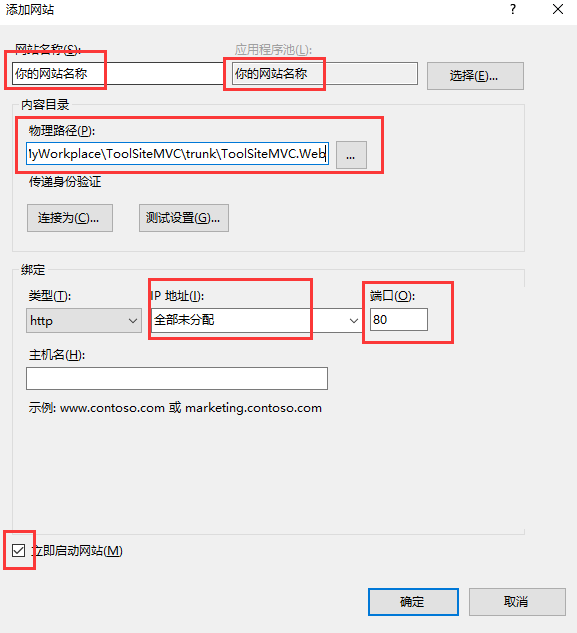 添加网站
?
网站名称(S):
应用程序池(L):
你的网站名称
你的网站名称
选择(E)...
内容目录
物理路径(P):
MyWorkplace\ToolSiteMVC\trunk\ToolSiteMVC.Web
...
传递身份验证
连接为(C)...
测试设置(G)...
绑定
类型(T):
IP 地址(I):
端口(O):
http
全部未分配
80
主机名(H):
示例: www.contoso.com 或 marketing.contoso.com
立即启动网站(M)
确定
取消